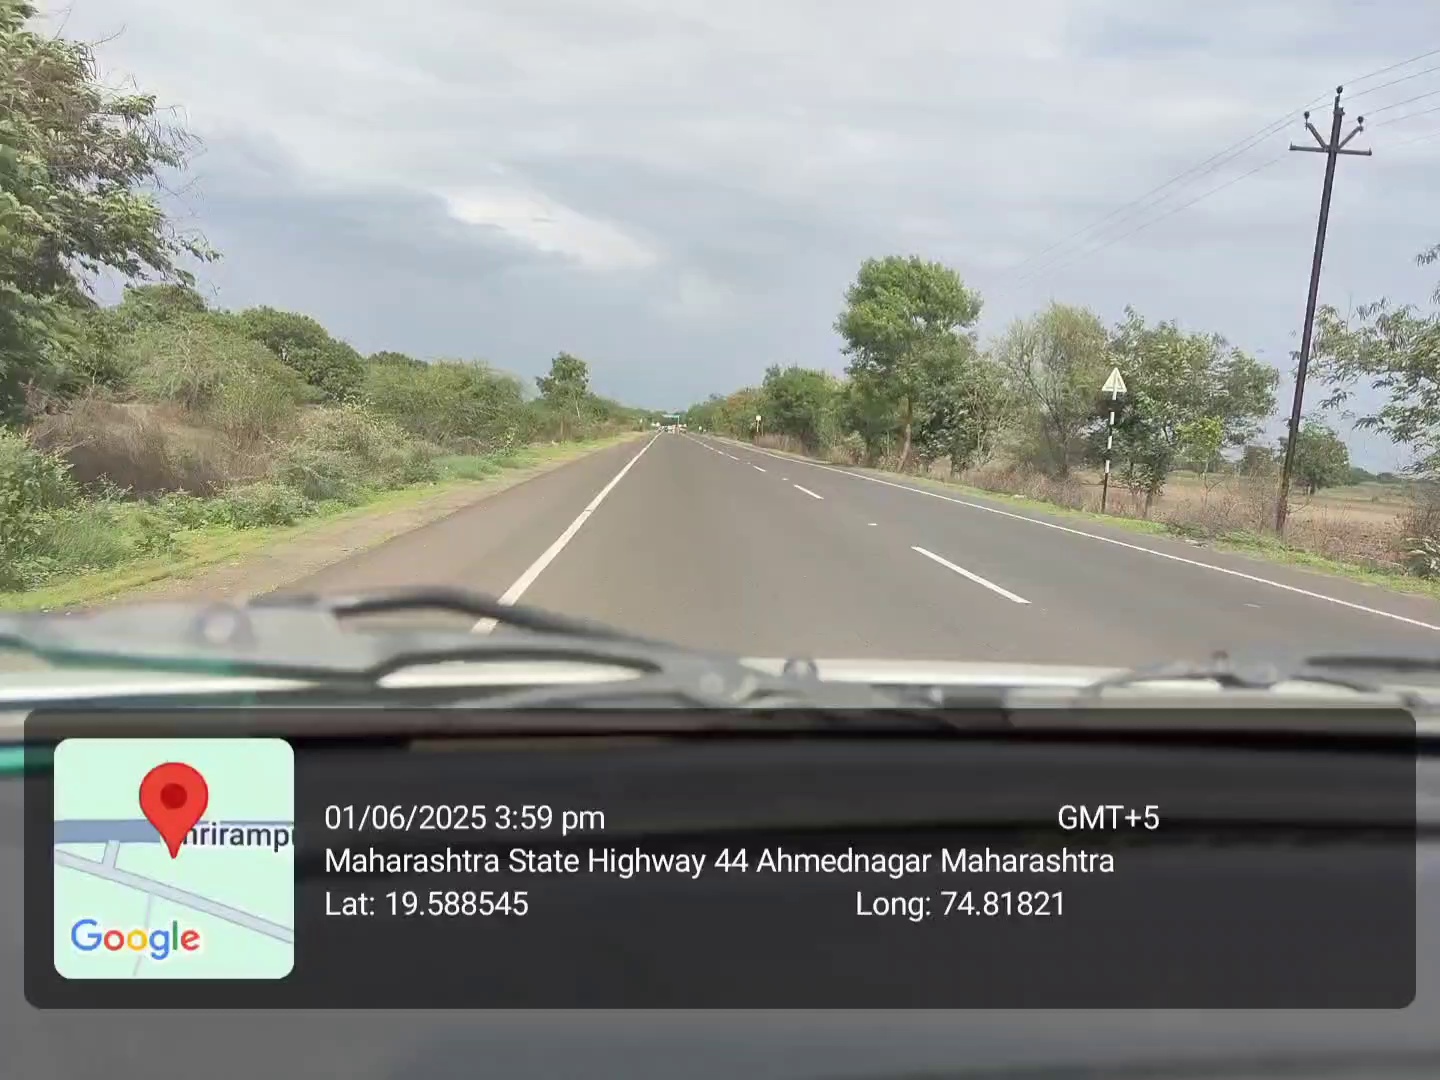 hrirampu
Google
01/06/2025 3:59 pm GMT+5
Maharashtra State Highway 44 Ahmednagar Maharashtra
Lat: 19.588545 Long: 74.81821